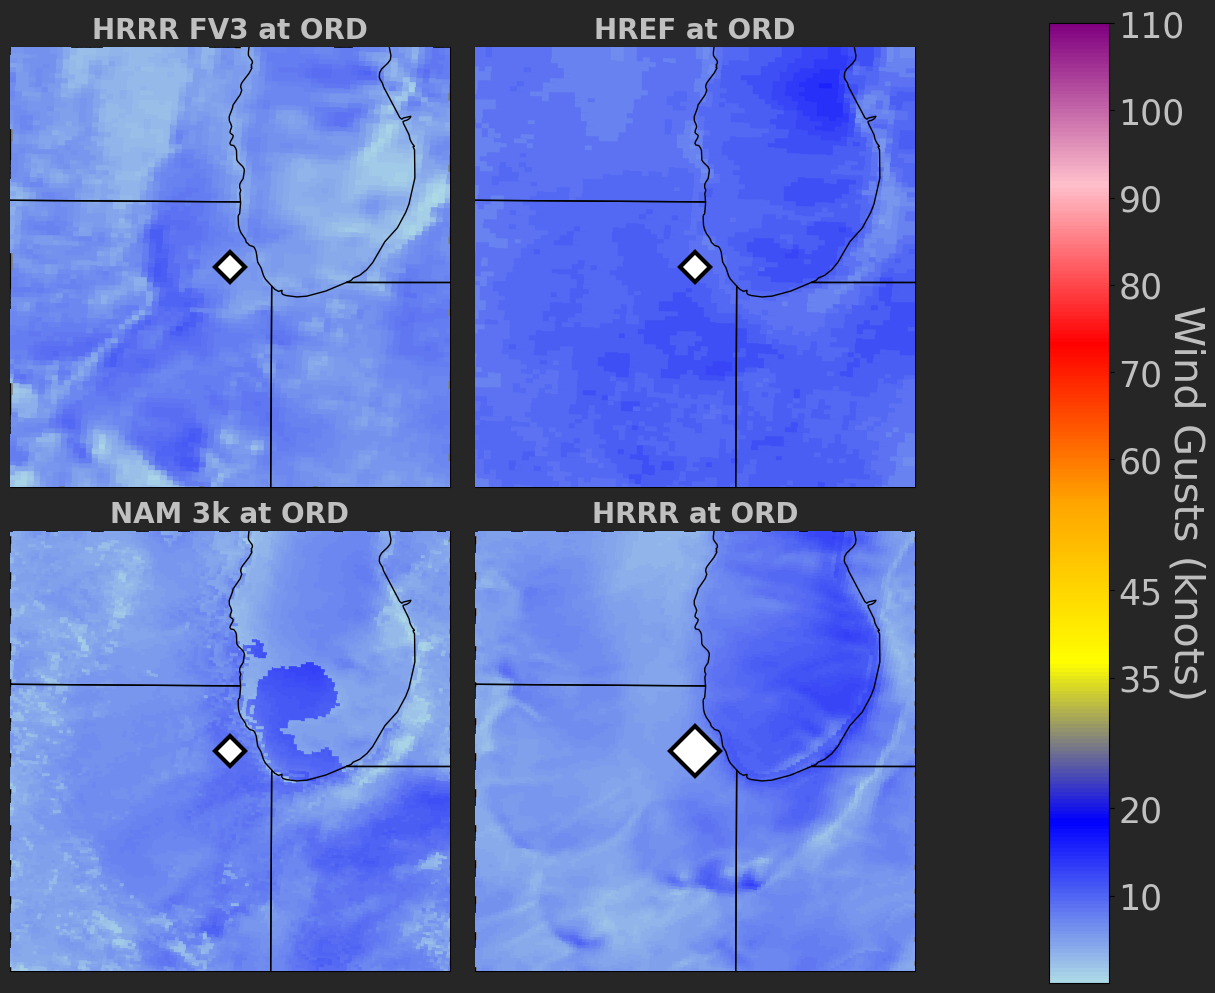 HRRR FV3 at ORD
HREF at ORD
NAM 3k at ORD
HRRR at ORD
110
100
90
80
70
60
45
35
20
10
Wind Gusts (knots)